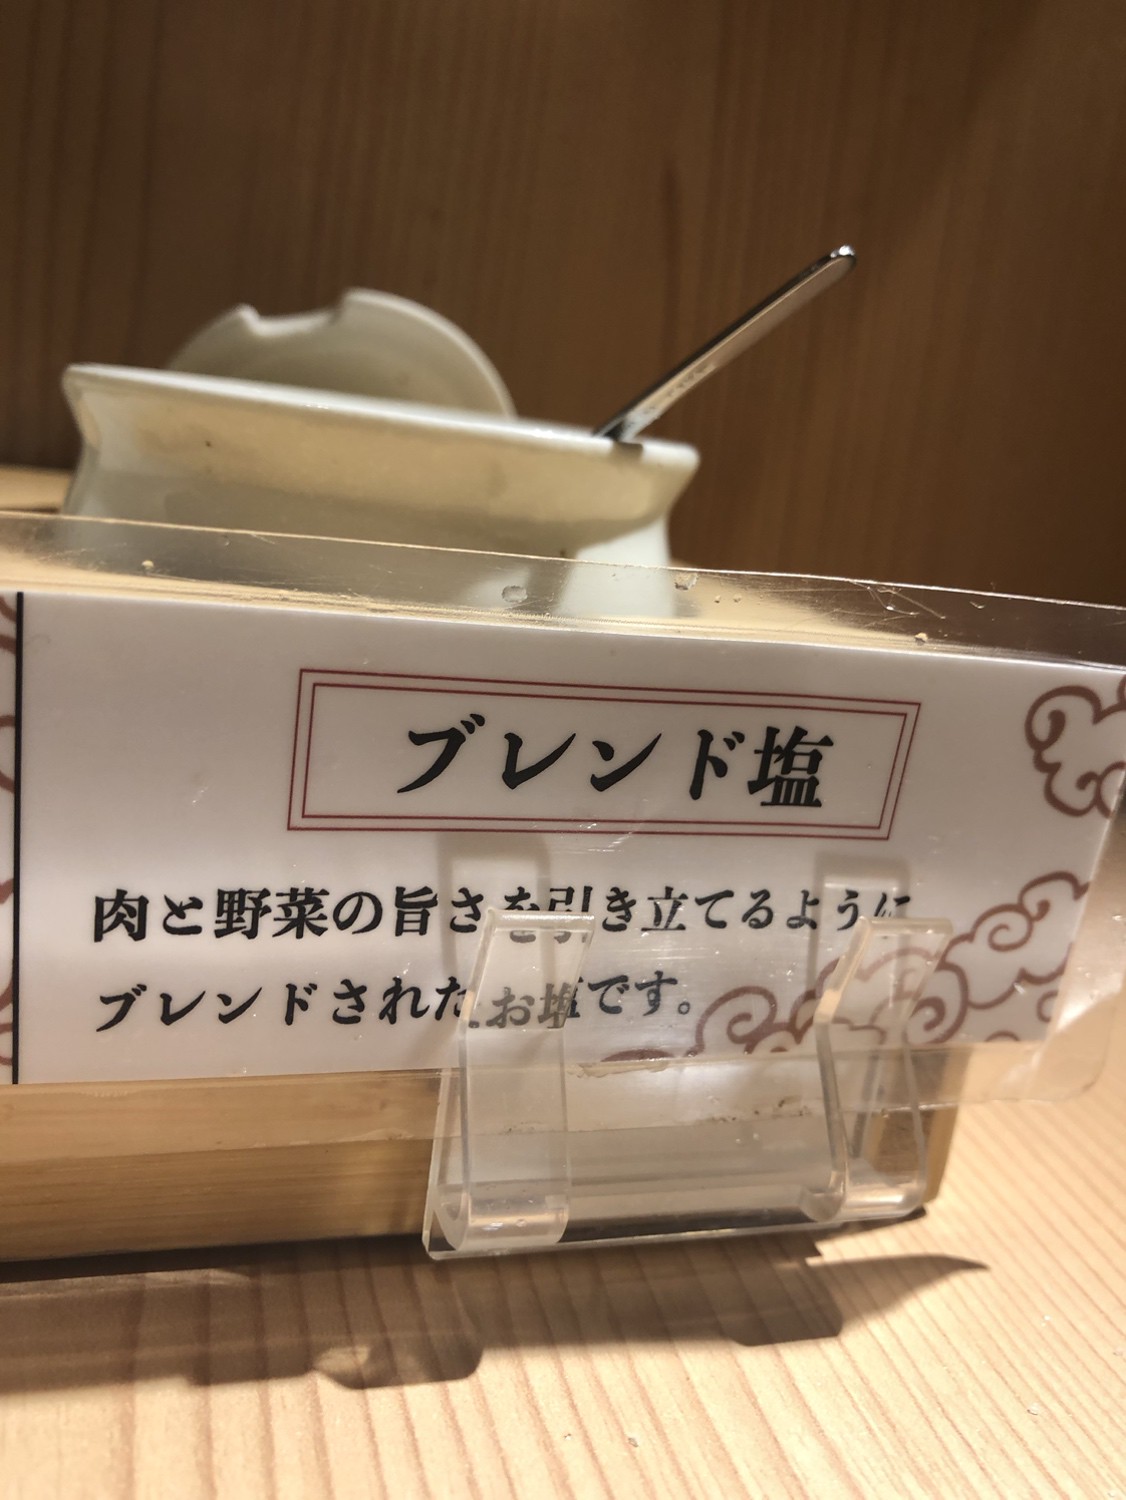 ブレンド塩
肉と野菜の旨さを引き立てるように
ブレンドされたお塩です。